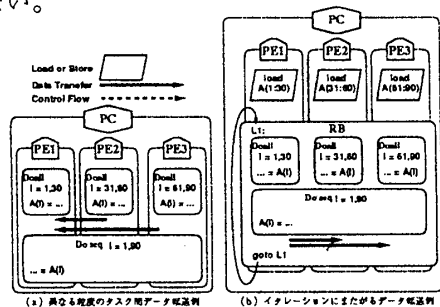 PC
PE1 PE2 PE3
load load load
A(1:30) A(31:60) A(61:90)
Load or Store
Data Transfer
Control Flow
PC
PE1 PE2 PE3
Doall Doall Doall
I = 1,30 I = 31,60 I = 61,90
A(I) = ... A(I) = ... A(I) = ...
Do seq I = 1,90
... = A(I)
L1: RB
Doall Doall Doall
I = 1,30 I = 31,60 I = 61,90
... = A(I) ... = A(I) ... = A(I)
Do seq I = 1,90
A(I) = ...
goto L1
(a) 異なる粒度のタスク間データ転送例
(b) イタレーションにまたがるデータ転送例